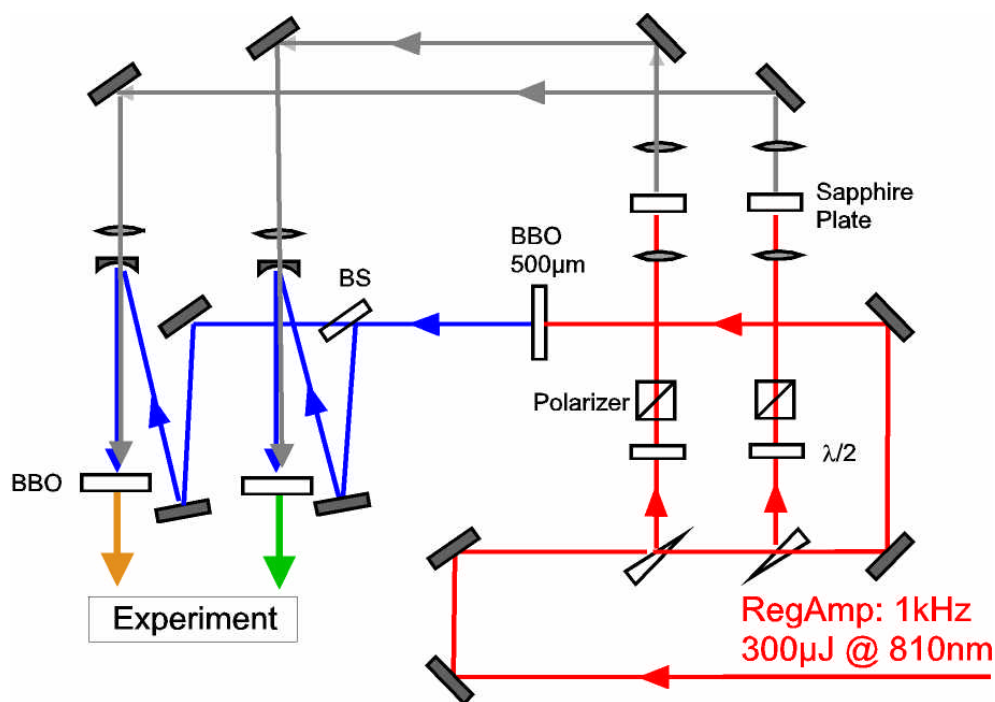 Sapphire
Plate
BBO
500µm
BS
Polarizer
λ/2
BBO
Experiment
RegAmp: 1kHz
300µJ @ 810nm